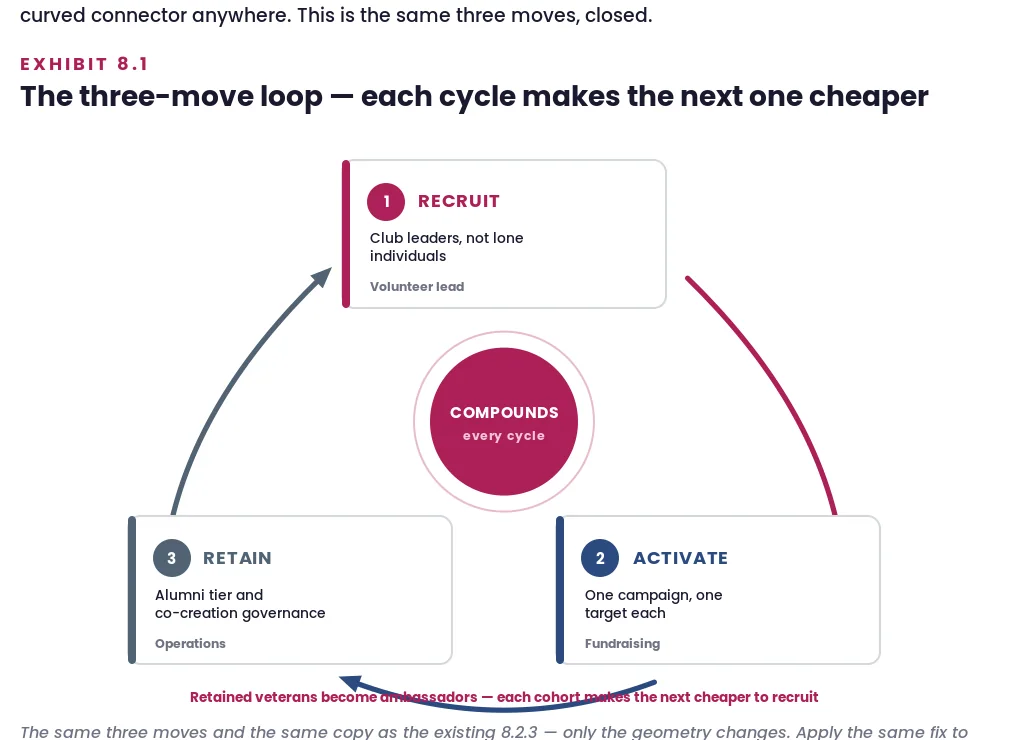 curved connector anywhere. This is the same three moves, closed.
EXHIBIT 8.1
The three-move loop — each cycle makes the next one cheaper
1 RECRUIT
Club leaders, not lone
individuals
Volunteer lead
COMPOUNDS
every cycle
3 RETAIN
Alumni tier and
co-creation governance
Operations
2 ACTIVATE
One campaign, one
target each
Fundraising
Retained veterans become ambassadors — each cohort makes the next cheaper to recruit
The same three moves and the same copy as the existing 8.2.3 — only the geometry changes. Apply the same fix to